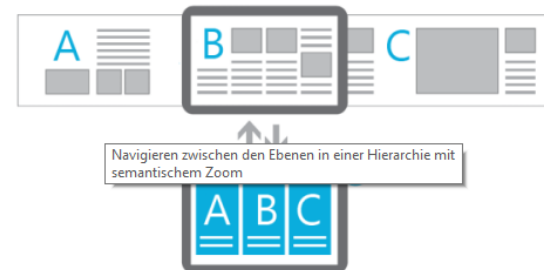 A B C
Navigieren zwischen den Ebenen in einer Hierarchie mit
semantischem Zoom
A B C